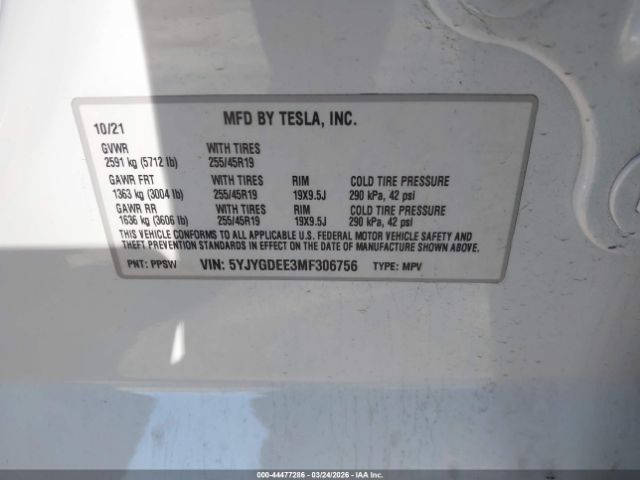 MFD BY TESLA, INC.
10/21
GVWR WITH TIRES
2591 kg (5712 lb) 255/45R19
GAWR FRT WITH TIRES RIM COLD TIRE PRESSURE
1363 kg (3004 lb) 255/45R19 19X9.5J 290 kPa, 42 psi
GAWR RR WITH TIRES RIM COLD TIRE PRESSURE
1636 kg (3606 lb) 255/45R19 19X9.5J 290 kPa, 42 psi
THIS VEHICLE CONFORMS TO ALL APPLICABLE U.S. FEDERAL MOTOR VEHICLE SAFETY AND
THEFT PREVENTION STANDARDS IN EFFECT ON THE DATE OF MANUFACTURE SHOWN ABOVE.
PNT: PPSW VIN: 5YJYGDEE3MF306756 TYPE: MPV
000-44477286 - 03/24/2026 - IAAI.COM